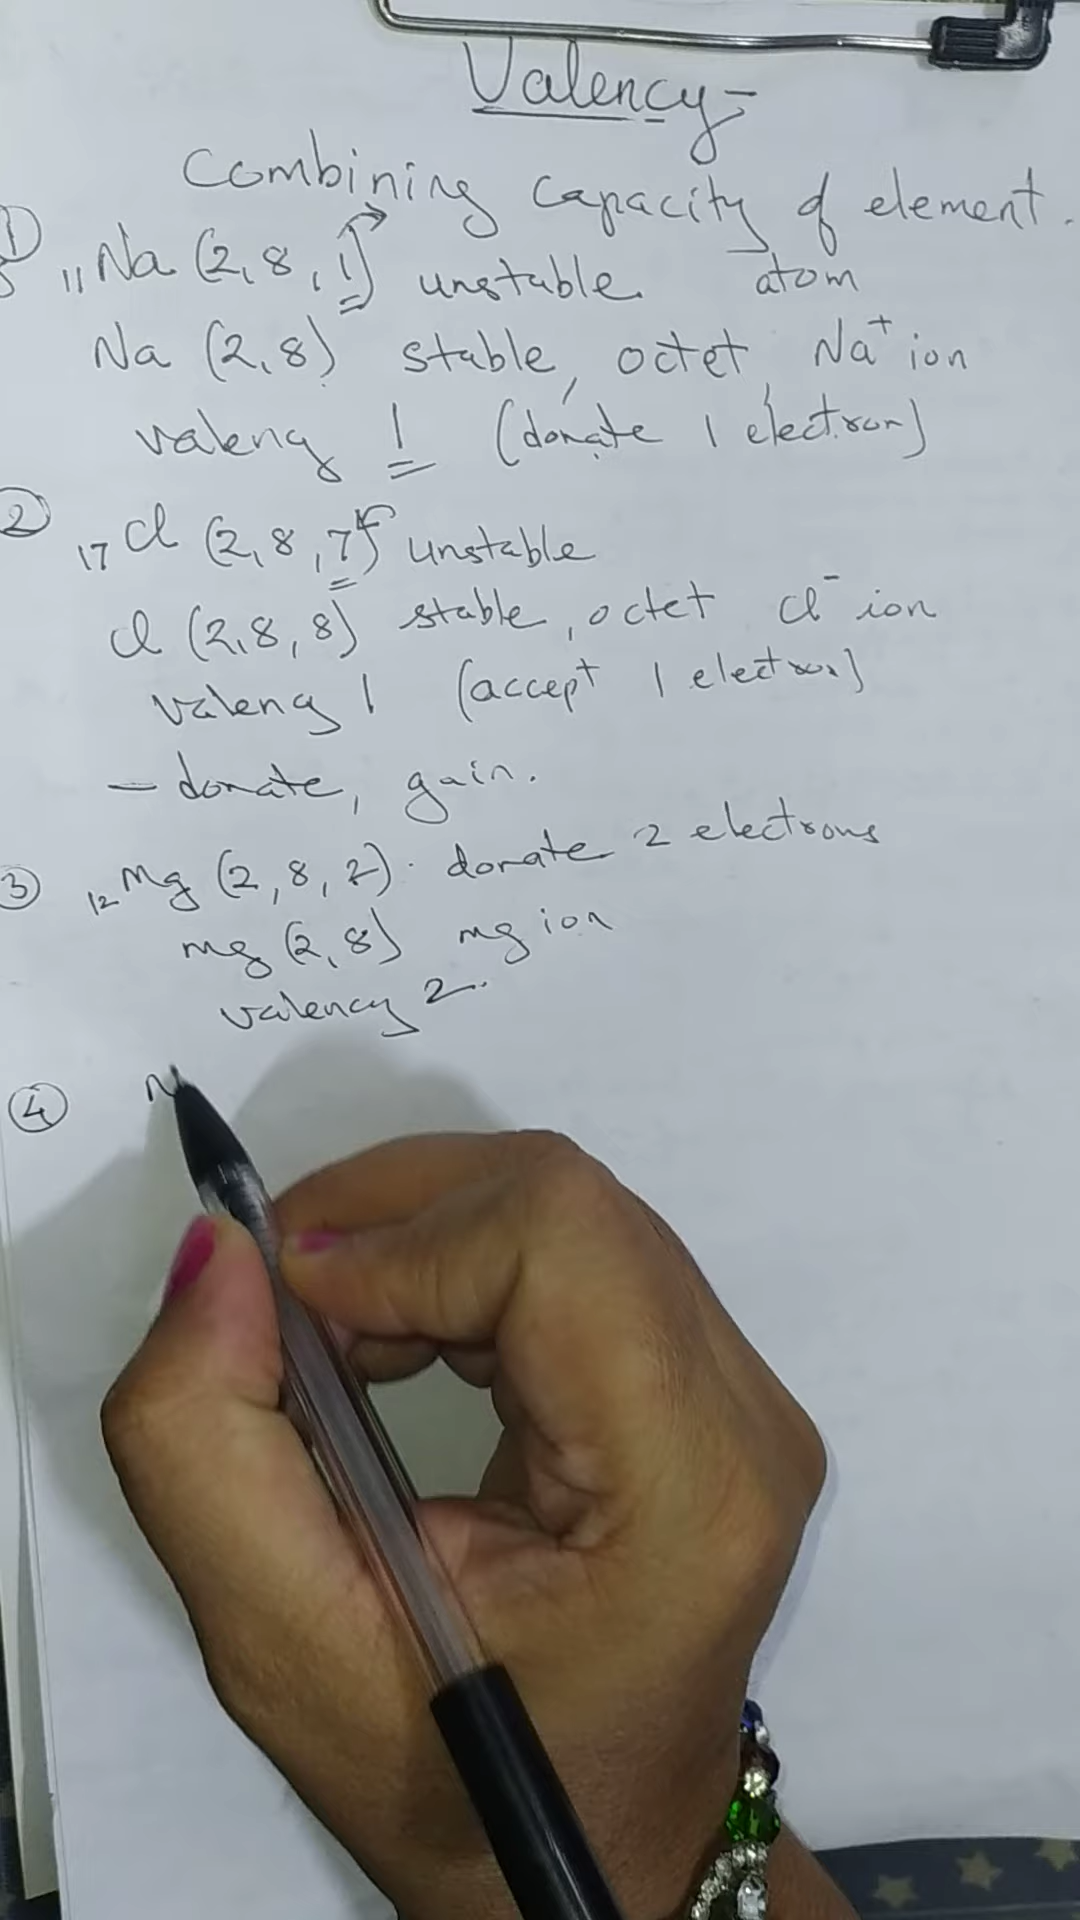 Valency-
Combining capacity of element.
① 11Na (2,8,1) unstable atom
Na (2,8) stable, octet, Na+ ion
valency 1 (donate 1 electron)
② 17Cl (2,8,7) unstable
Cl (2,8,8) stable, octet Cl- ion
valency 1 (accept 1 electron)
- donate, gain.
③ 12Mg (2,8,2). donate 2 electrons
mg (2,8) mg ion
valency 2.
④